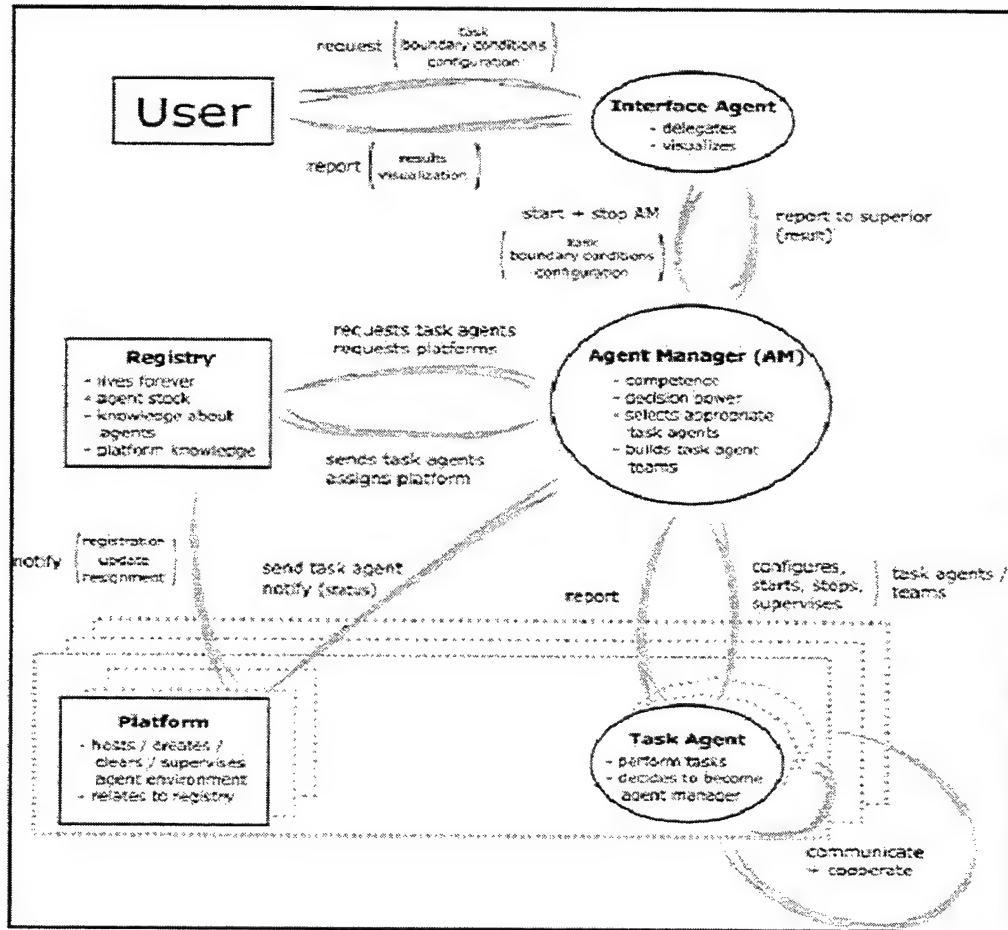 request
task
boundary conditions
configuration
User
Interface Agent
- delegates
- visualizes
report
results
visualization
start + stop AM
task
boundary conditions
configuration
report to superior
(result)
requests task agents
requests platforms
Registry
- lives forever
- agent stock
- knowledge about
agents
- platform knowledge
Agent Manager (AM)
- competence
- decision power
- selects appropriate
task agents
- builds task agent
teams
sends task agents
assigns platform
notify
registration
update
resignment
send task agent
notify (status)
report
configures,
starts, stops,
supervises
task agents /
teams
Platform
- hosts / creates /
clears / supervises
agent environment
- relates to registry
Task Agent
- perform tasks
- decides to become
agent manager
communicate
+ cooperate